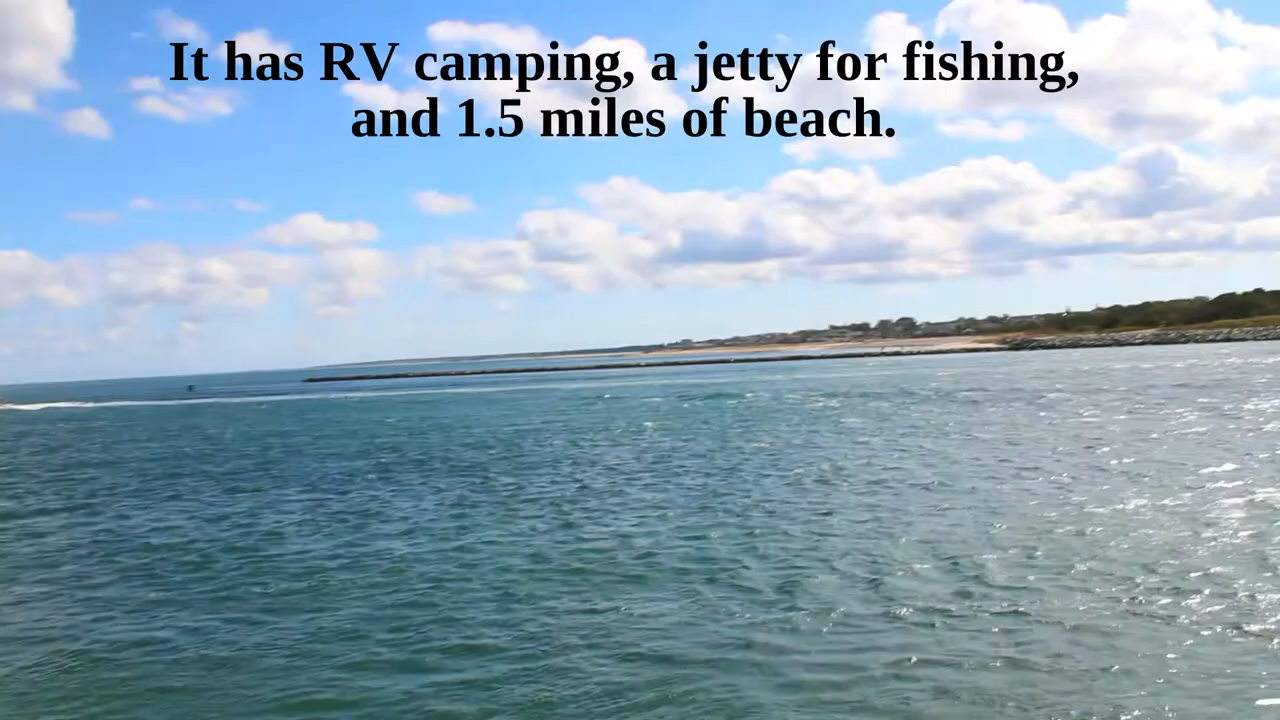 It has RV camping, a jetty for fishing,
and 1.5 miles of beach.